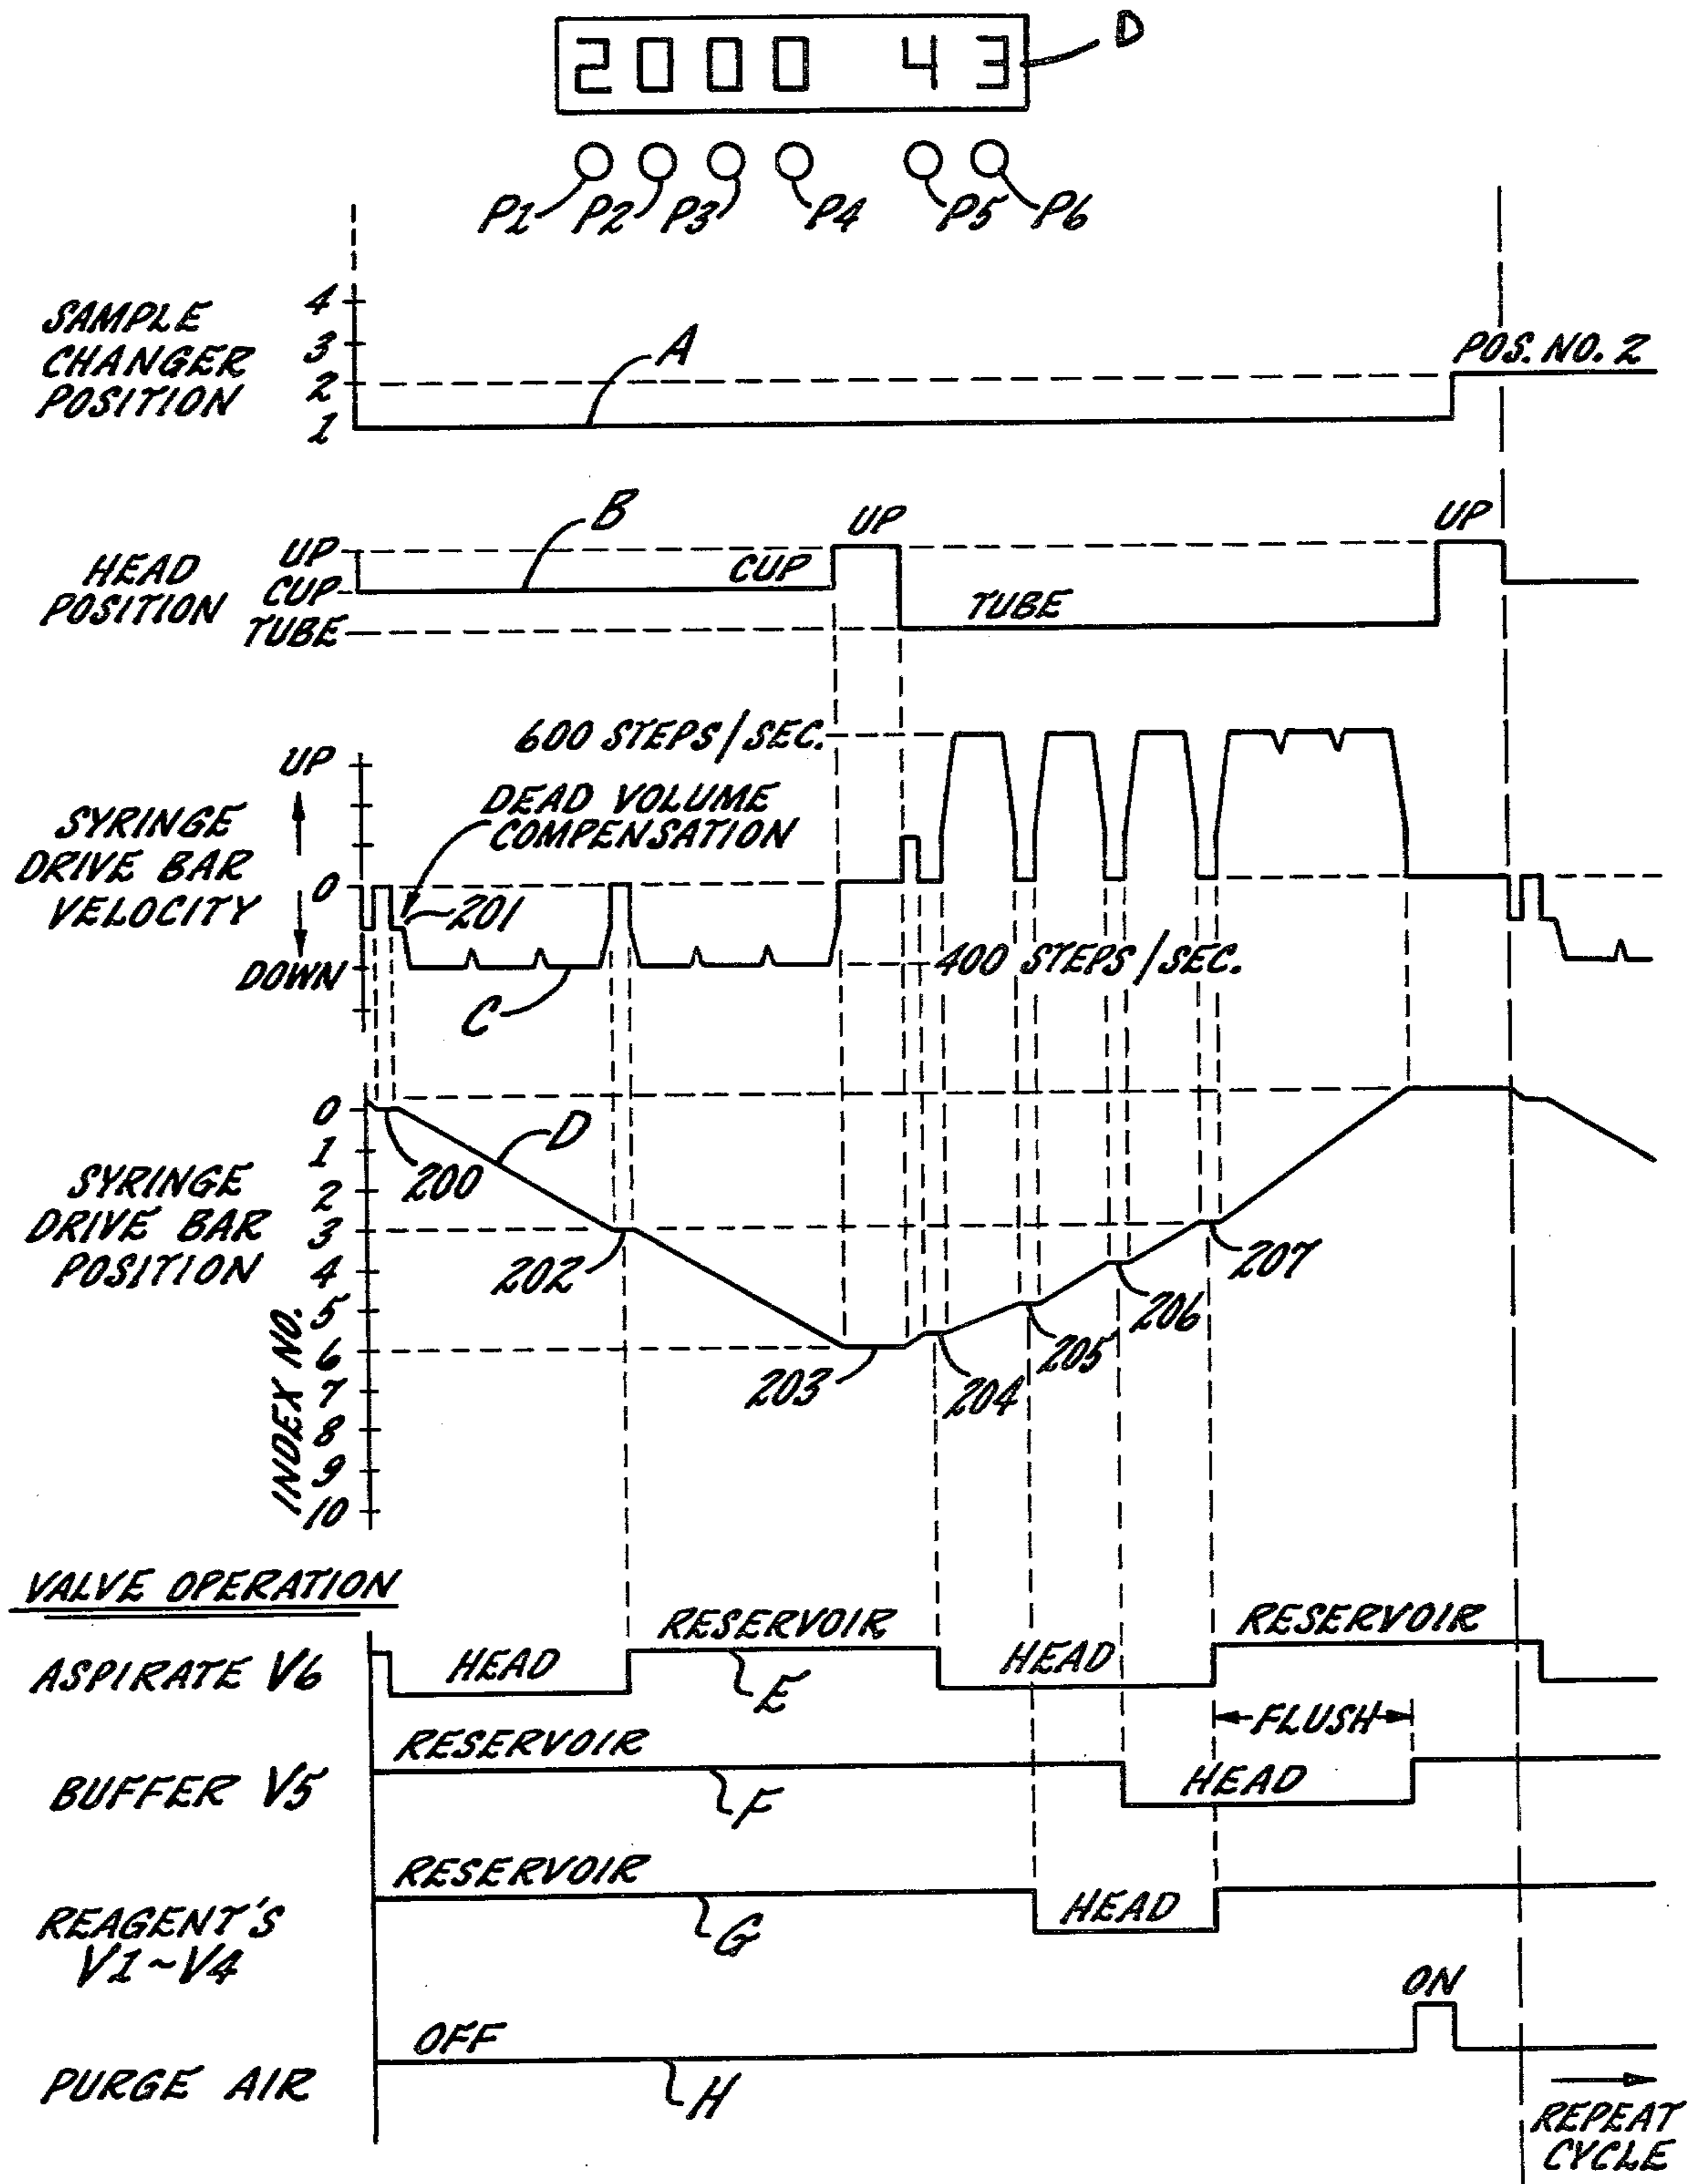 2000 43
D
P1 P2 P3 P4 P5 P6
SAMPLE
CHANGER
POSITION
4
3
2
1
A
POS. NO. 2
HEAD
POSITION
UP
CUP
TUBE
B
CUP
UP
TUBE
UP
SYRINGE
DRIVE BAR
VELOCITY
UP
0
DOWN
600 STEPS/SEC.
DEAD VOLUME
COMPENSATION
201
C
400 STEPS/SEC.
SYRINGE
DRIVE BAR
POSITION
INDEX NO.
0
1
2
3
4
5
6
7
8
9
10
200
D
202
203
204
205
206
207
VALVE OPERATION
ASPIRATE V6
HEAD
RESERVOIR
E
HEAD
RESERVOIR
FLUSH
BUFFER V5
RESERVOIR
F
HEAD
REAGENT'S
V1~V4
RESERVOIR
G
HEAD
PURGE AIR
OFF
H
ON
REPEAT
CYCLE